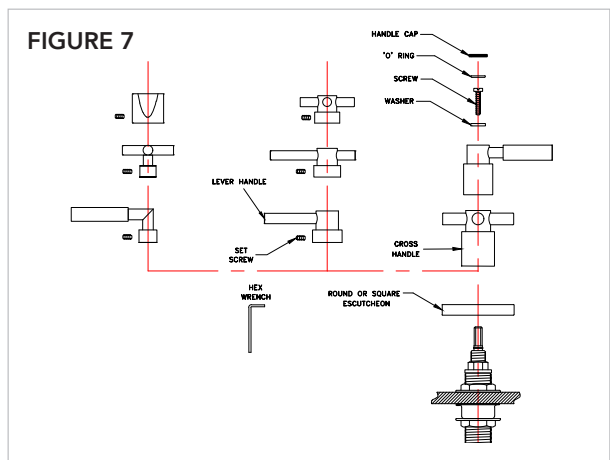 FIGURE 7
HANDLE CAP
'O' RING
SCREW
WASHER
LEVER HANDLE
SET
SCREW
CROSS
HANDLE
HEX
WRENCH
ROUND OR SQUARE
ESCUTCHEON